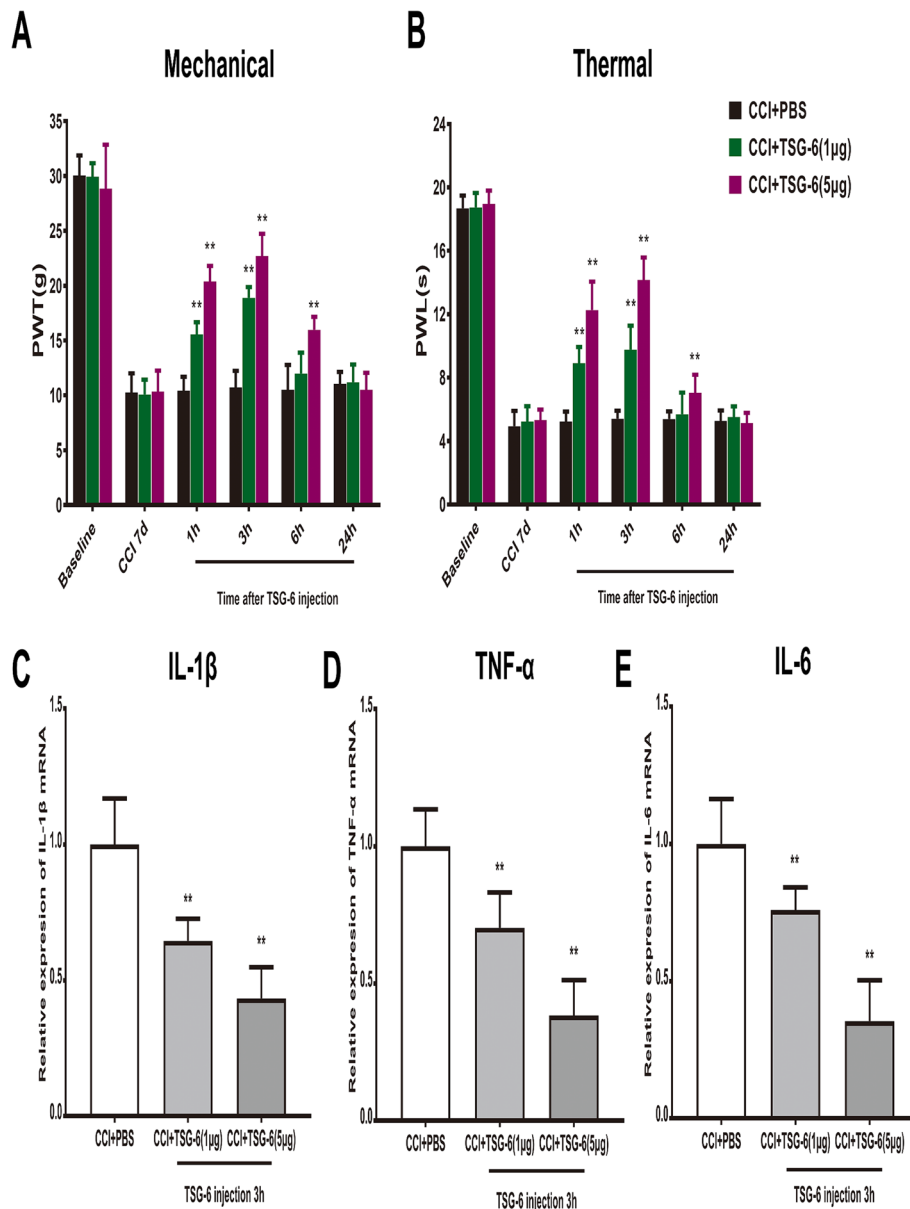 A
Mechanical
PWT(g)
35
30
25
20
15
10
5
0
**
**
**
**
**
Baseline
CCI 7d
1h
3h
6h
24h
Time after TSG-6 injection
B
Thermal
PWL(s)
24
20
16
12
8
4
0
**
**
**
**
**
Baseline
CCI 7d
1h
3h
6h
24h
Time after TSG-6 injection
CCI+PBS
CCI+TSG-6(1μg)
CCI+TSG-6(5μg)
C
IL-1β
Relative expresion of IL-1β mRNA
1.5
1.0
0.5
0.0
**
**
CCI+PBS
CCI+TSG-6(1μg)
CCI+TSG-6(5μg)
TSG-6 injection 3h
D
TNF-α
Relative expresion of TNF-α mRNA
1.5
1.0
0.5
0.0
**
**
CCI+PBS
CCI+TSG-6(1μg)
CCI+TSG-6(5μg)
TSG-6 injection 3h
E
IL-6
Relative expresion of IL-6 mRNA
1.5
1.0
0.5
0.0
**
**
CCI+PBS
CCI+TSG-6(1μg)
CCI+TSG-6(5μg)
TSG-6 injection 3h